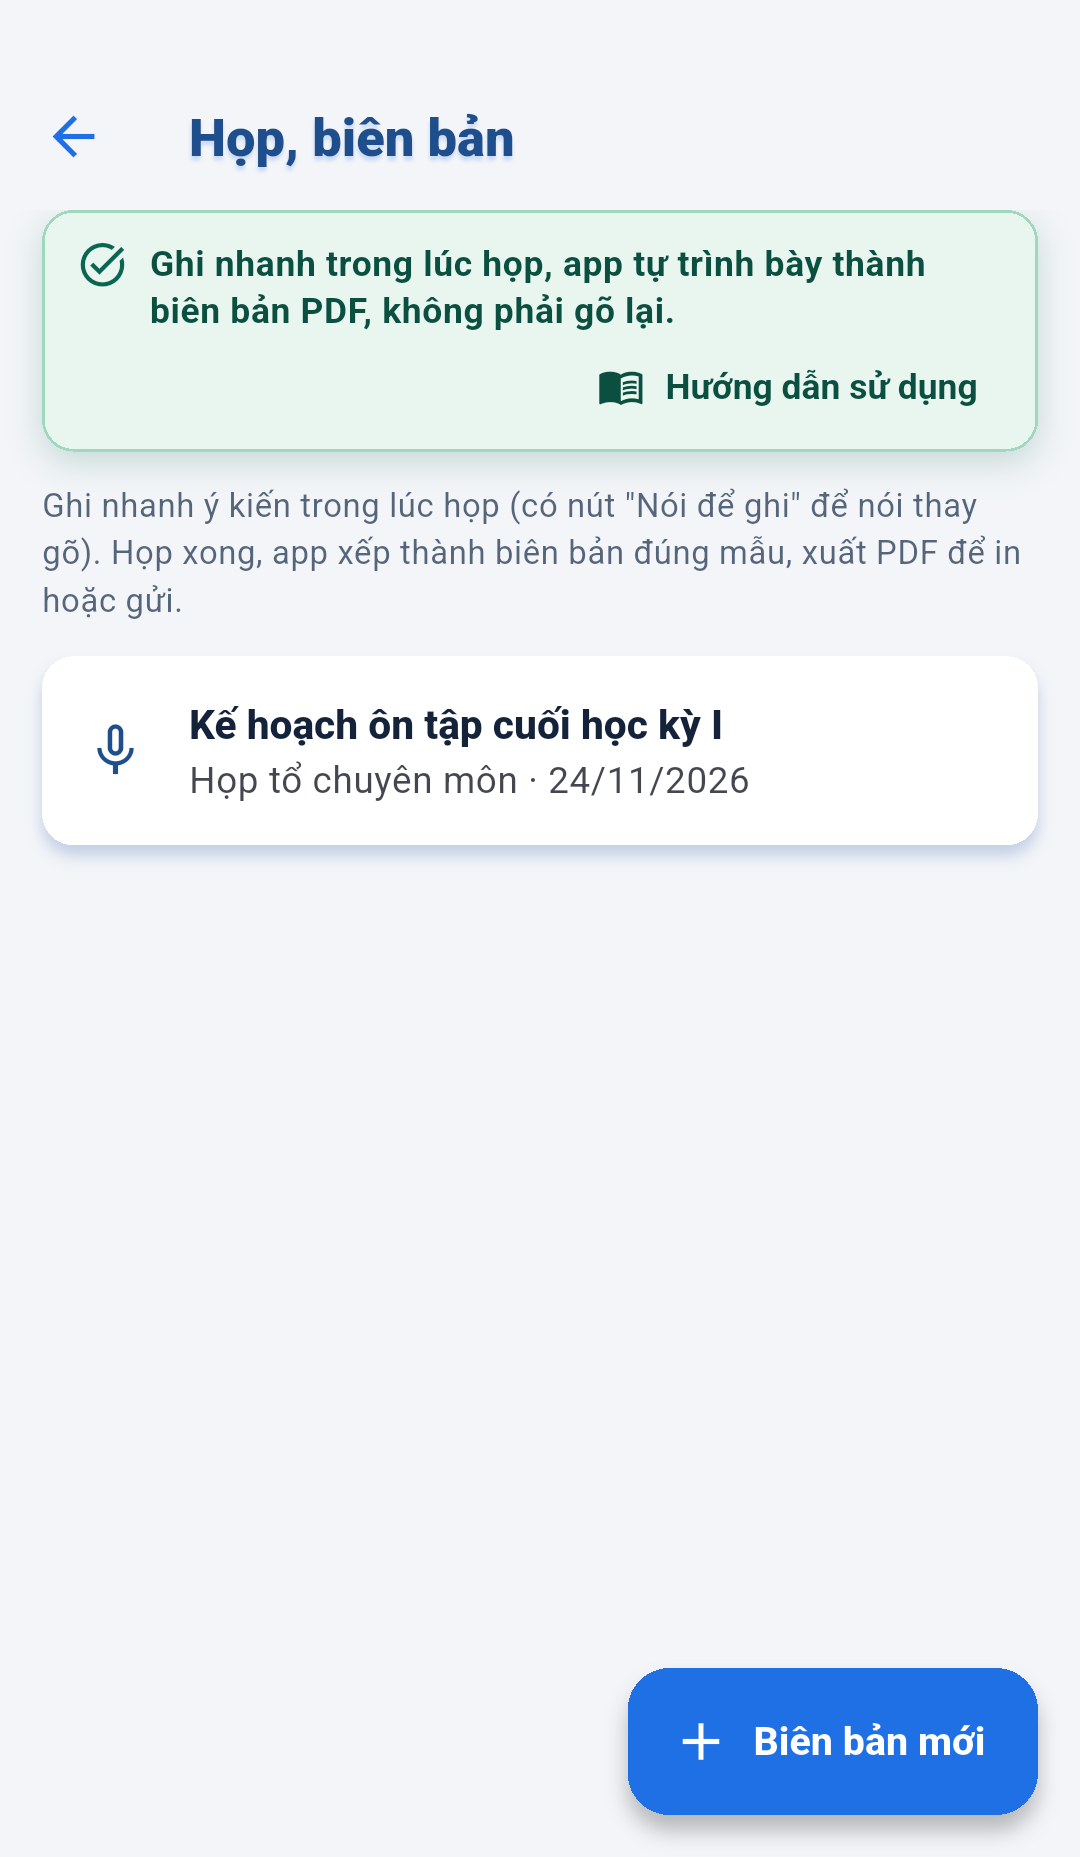 Họp, biên bản
Ghi nhanh trong lúc họp, app tự trình bày thành
biên bản PDF, không phải gõ lại.
Hướng dẫn sử dụng
Ghi nhanh ý kiến trong lúc họp (có nút "Nói để ghi" để nói thay
gõ). Họp xong, app xếp thành biên bản đúng mẫu, xuất PDF để in
hoặc gửi.
Kế hoạch ôn tập cuối học kỳ I
Họp tổ chuyên môn · 24/11/2026
Biên bản mới